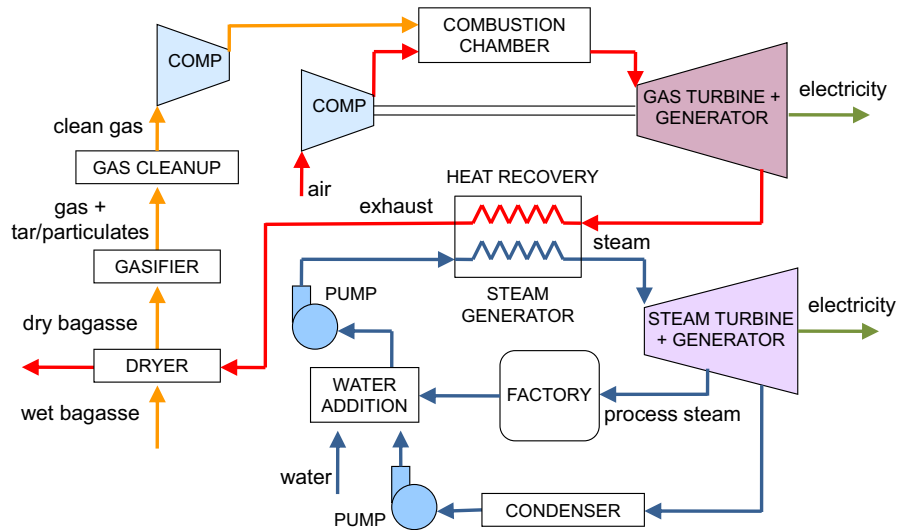 COMBUSTION
CHAMBER
COMP
COMP
GAS TURBINE +
GENERATOR
electricity
clean gas
GAS CLEANUP
air
HEAT RECOVERY
gas +
tar/particulates
exhaust
steam
GASIFIER
PUMP
STEAM
GENERATOR
electricity
STEAM TURBINE
+ GENERATOR
dry bagasse
DRYER
WATER
ADDITION
FACTORY
process steam
wet bagasse
water
PUMP
CONDENSER